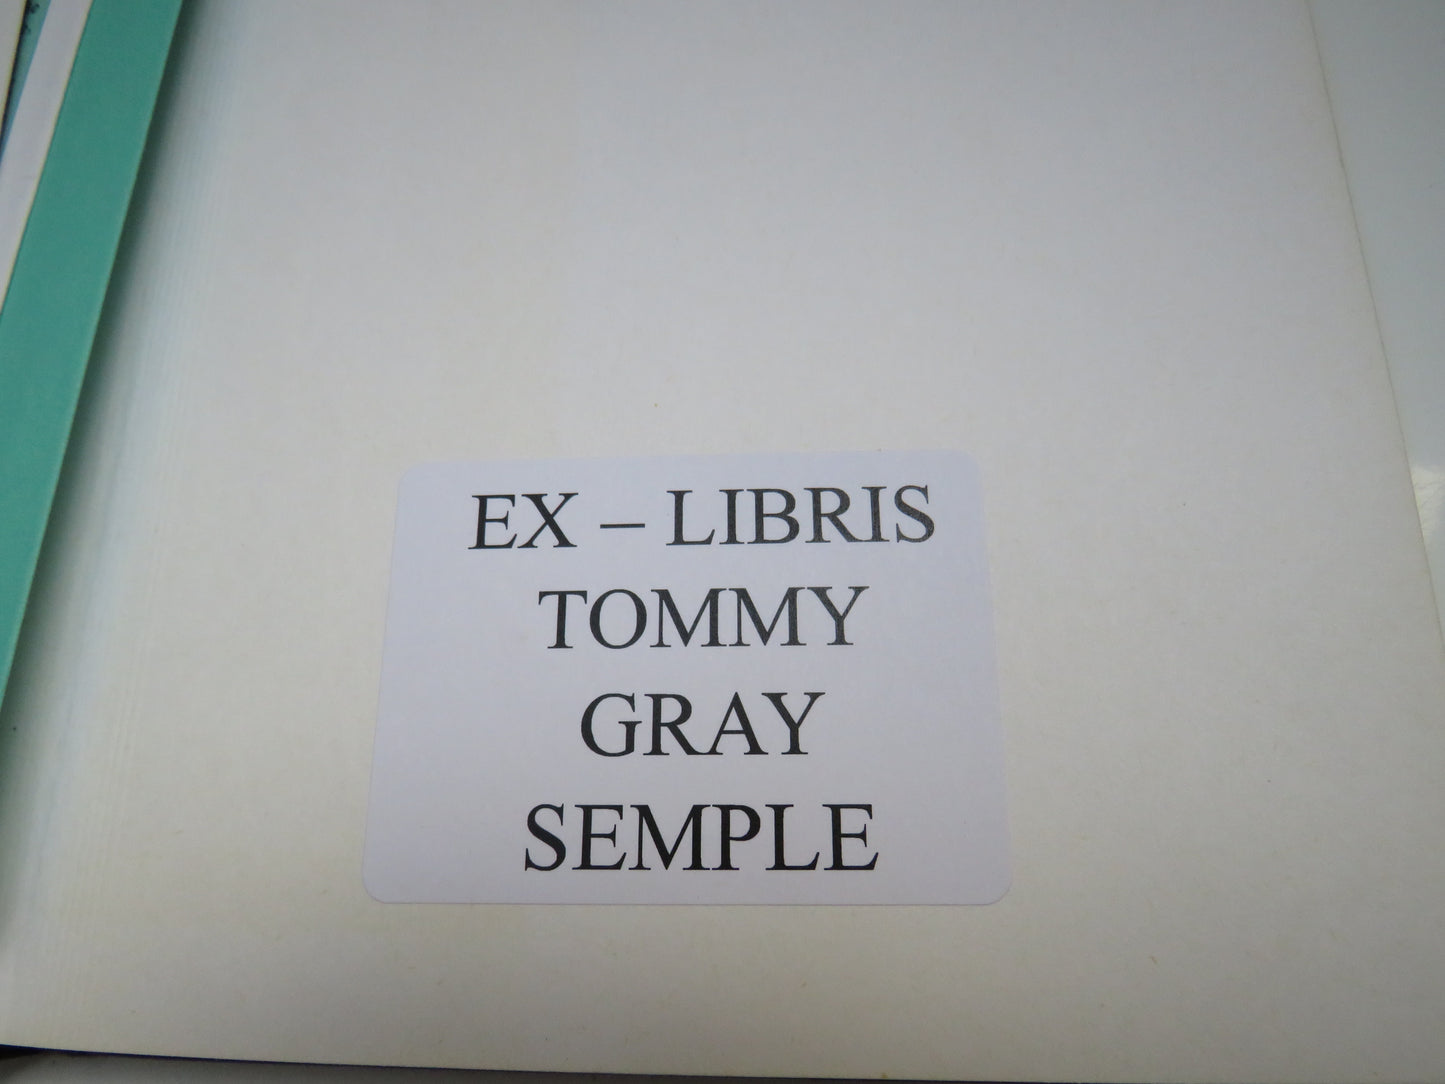 EX – LIBRIS
TOMMY
GRAY
SEMPLE